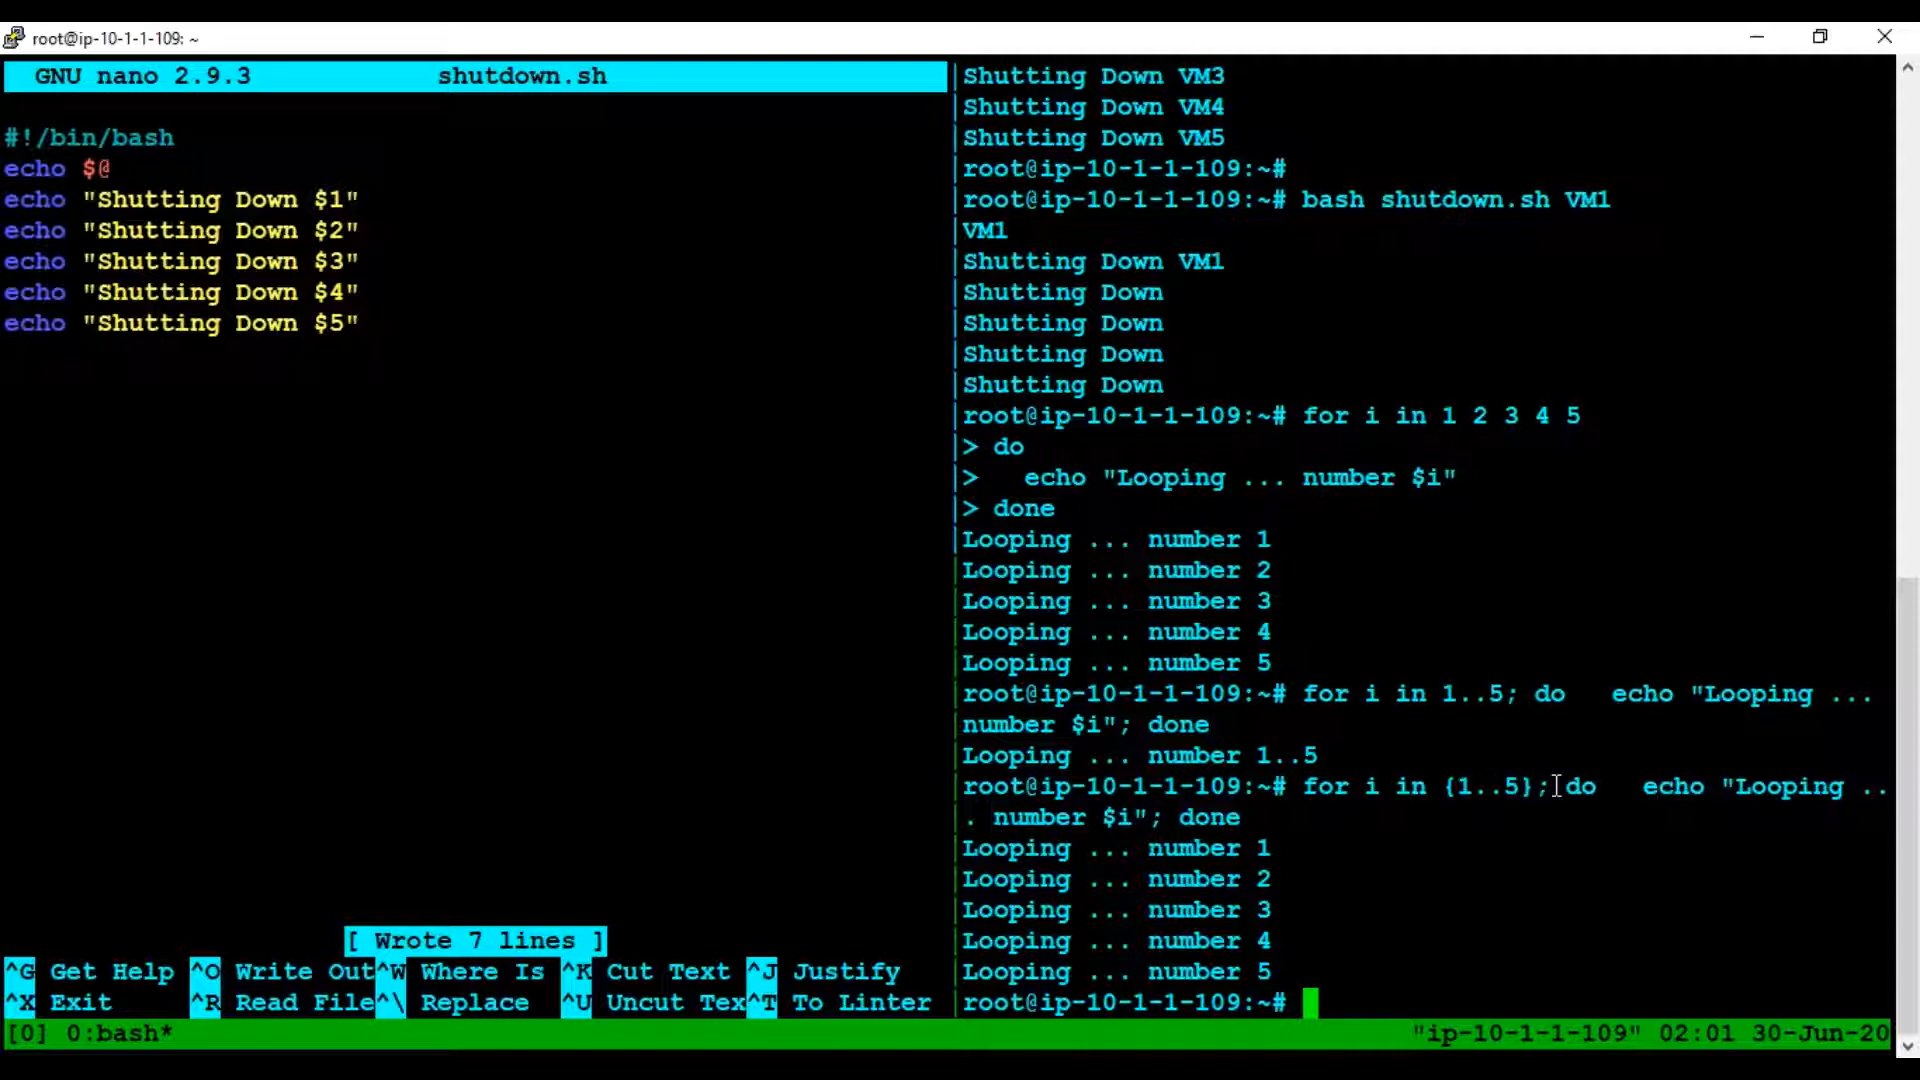 root@ip-10-1-1-109: ~
GNU nano 2.9.3 shutdown.sh
#!/bin/bash
echo $@
echo "Shutting Down $1"
echo "Shutting Down $2"
echo "Shutting Down $3"
echo "Shutting Down $4"
echo "Shutting Down $5"
[ Wrote 7 lines ]
^G Get Help ^O Write Out^W Where Is ^K Cut Text ^J Justify
^X Exit ^R Read File^\ Replace ^U Uncut Tex^T To Linter
Shutting Down VM3
Shutting Down VM4
Shutting Down VM5
root@ip-10-1-1-109:~#
root@ip-10-1-1-109:~# bash shutdown.sh VM1
VM1
Shutting Down VM1
Shutting Down
Shutting Down
Shutting Down
Shutting Down
root@ip-10-1-1-109:~# for i in 1 2 3 4 5
> do
>   echo "Looping ... number $i"
> done
Looping ... number 1
Looping ... number 2
Looping ... number 3
Looping ... number 4
Looping ... number 5
root@ip-10-1-1-109:~# for i in 1..5; do   echo "Looping ...
number $i"; done
Looping ... number 1..5
root@ip-10-1-1-109:~# for i in {1..5}; do   echo "Looping ..
. number $i"; done
Looping ... number 1
Looping ... number 2
Looping ... number 3
Looping ... number 4
Looping ... number 5
root@ip-10-1-1-109:~#
[0] 0:bash* "ip-10-1-1-109" 02:01 30-Jun-20